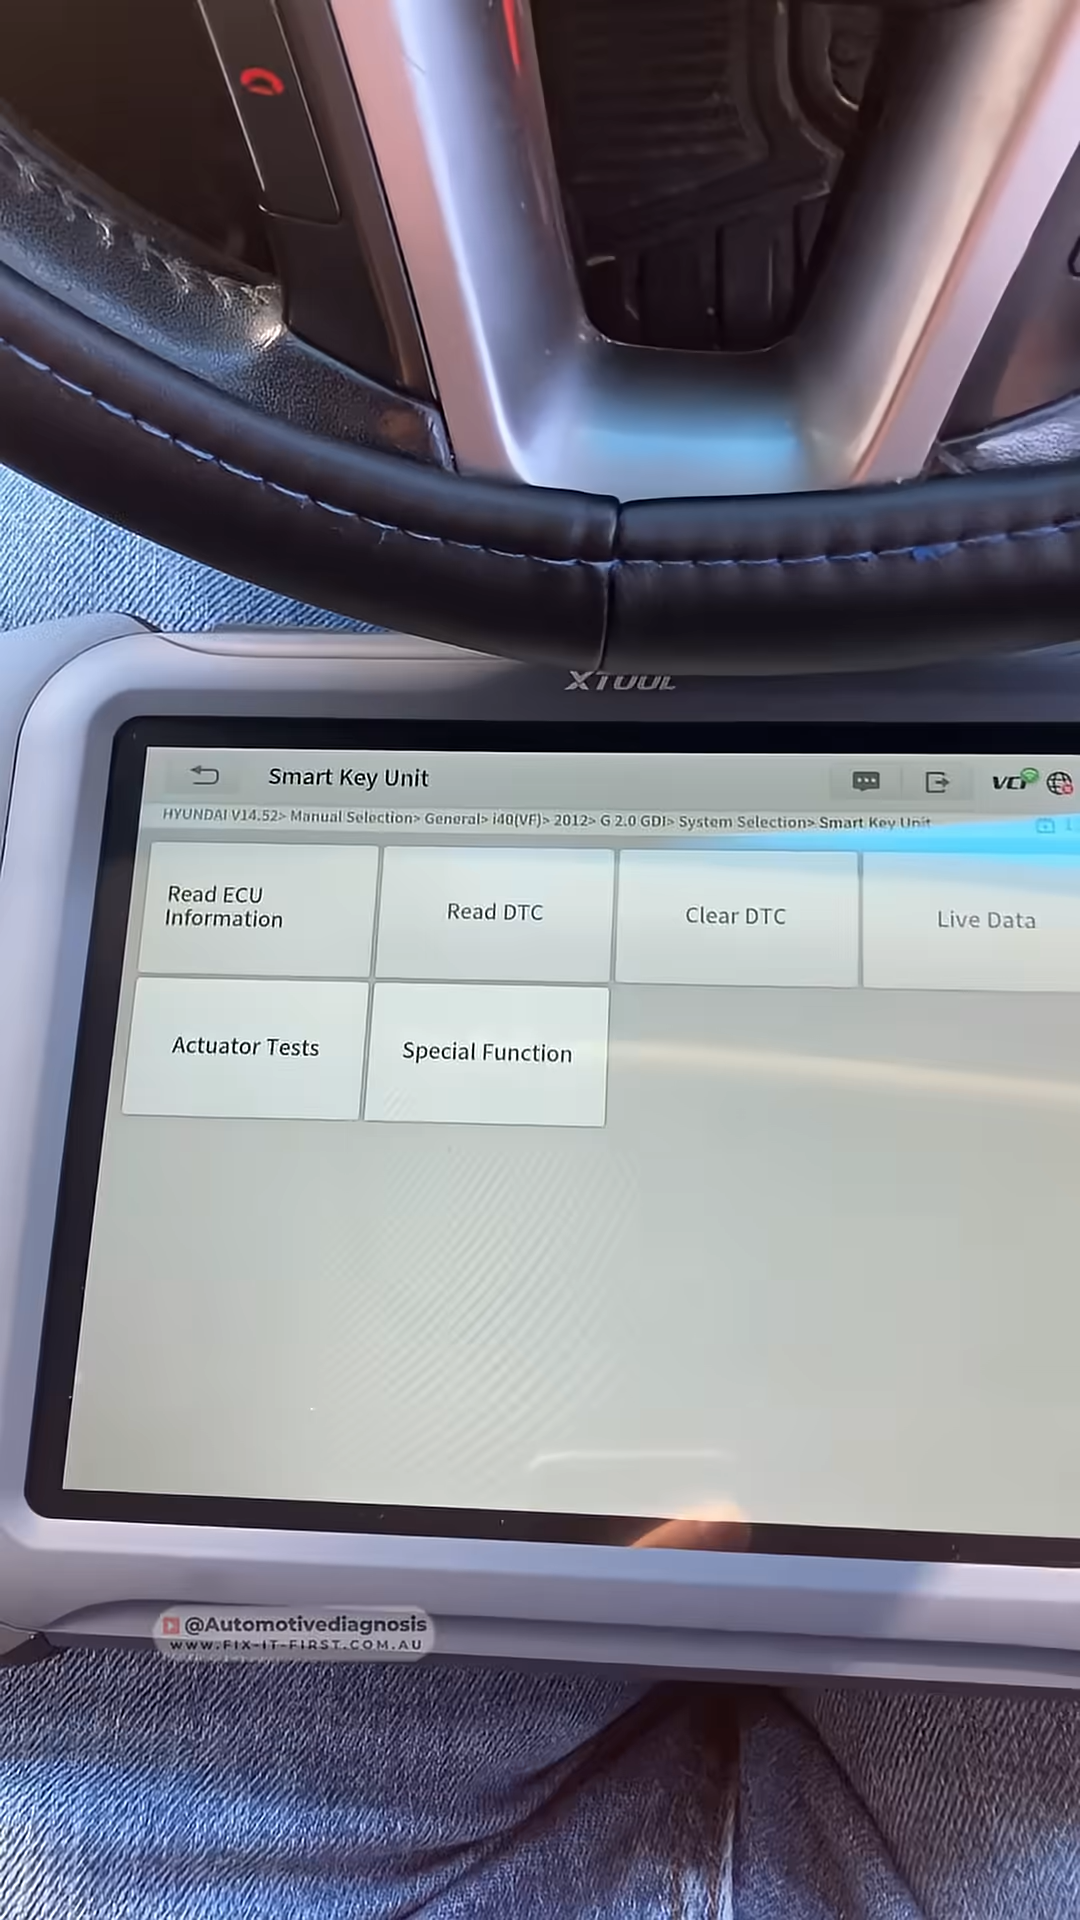 XTOOL
Smart Key Unit
VCI
HYUNDAI V14.52> Manual Selection> General> i40(VF)> 2012> G 2.0 GDI> System Selection> Smart Key Unit
Read ECU
Information
Read DTC
Clear DTC
Live Data
Actuator Tests
Special Function
@Automotivediagnosis
WWW.FIX-IT-FIRST.COM.AU